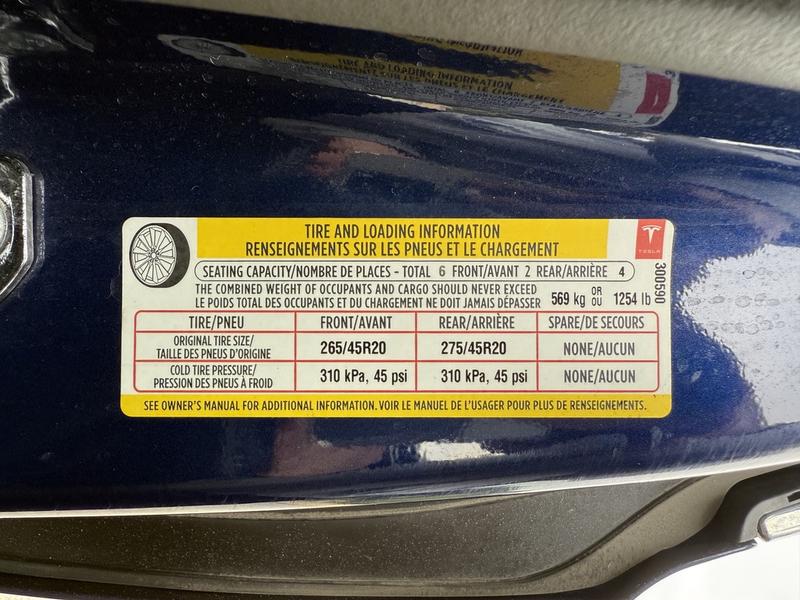 TIRE AND LOADING INFORMATION
RENSEIGNEMENTS SUR LES PNEUS ET LE CHARGEMENT
TESLA
SEATING CAPACITY/NOMBRE DE PLACES - TOTAL 6 FRONT/AVANT 2 REAR/ARRIÈRE 4
THE COMBINED WEIGHT OF OCCUPANTS AND CARGO SHOULD NEVER EXCEED
LE POIDS TOTAL DES OCCUPANTS ET DU CHARGEMENT NE DOIT JAMAIS DÉPASSER
569 kg OR OU 1254 lb
300590
TIRE/PNEU FRONT/AVANT REAR/ARRIÈRE SPARE/DE SECOURS
ORIGINAL TIRE SIZE/
TAILLE DES PNEUS D'ORIGINE 265/45R20 275/45R20 NONE/AUCUN
COLD TIRE PRESSURE/
PRESSION DES PNEUS À FROID 310 kPa, 45 psi 310 kPa, 45 psi NONE/AUCUN
SEE OWNER'S MANUAL FOR ADDITIONAL INFORMATION. VOIR LE MANUEL DE L'USAGER POUR PLUS DE RENSEIGNEMENTS.